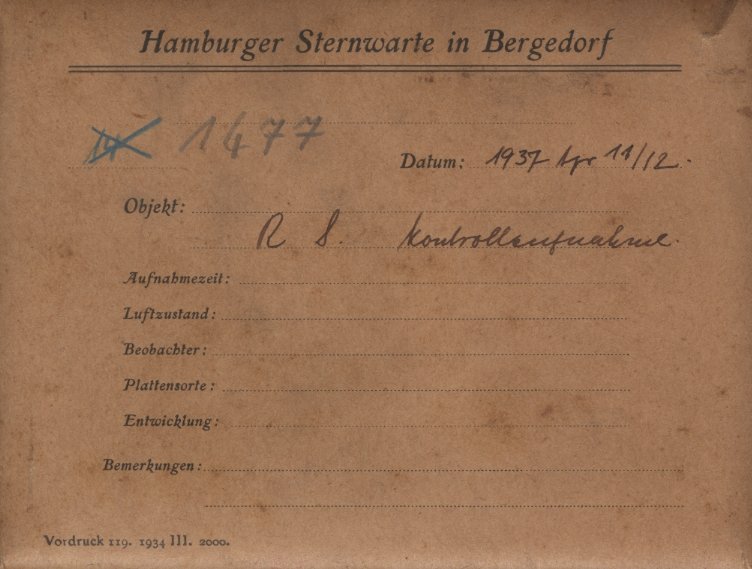 Hamburger Sternwarte in Bergedorf
1477
Datum: 1937 Apr 11/12.
Objekt:
R 8. Kontrollaufnahme.
Aufnahmezeit:
Luftzustand:
Beobachter:
Plattensorte:
Entwicklung:
Bemerkungen:
Vordruck 119. 1934 III. 2000.